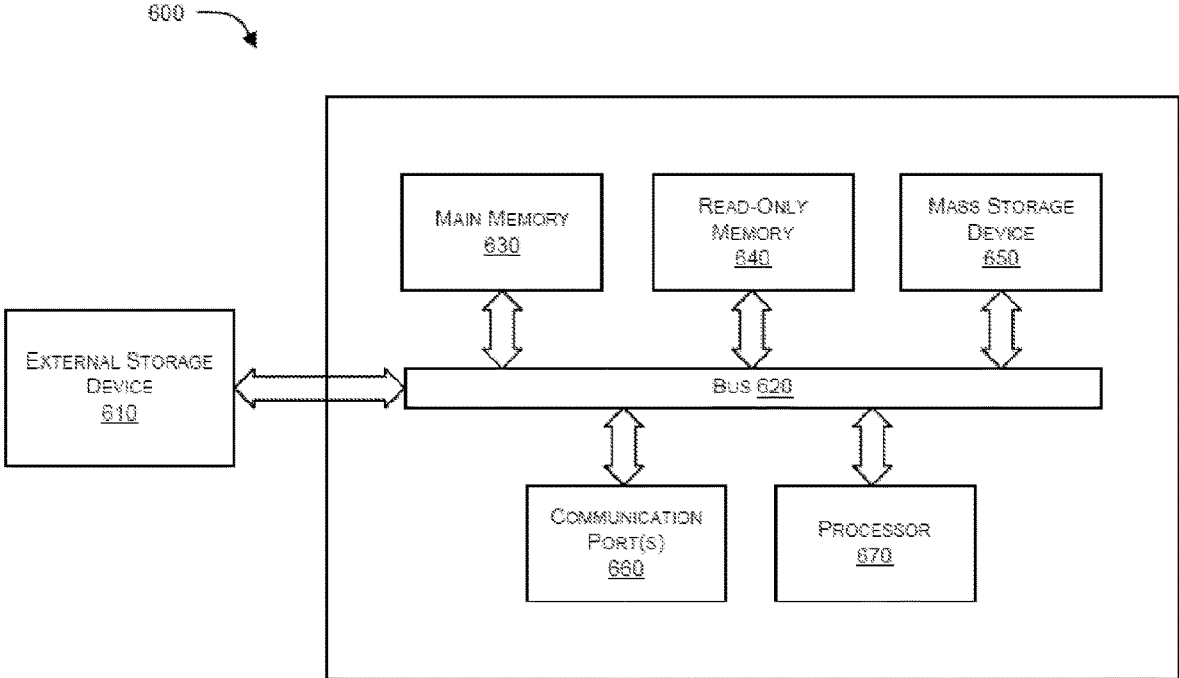 600
MAIN MEMORY
630
READ-ONLY
MEMORY
640
MASS STORAGE
DEVICE
650
EXTERNAL STORAGE
DEVICE
610
BUS 620
COMMUNICATION
PORT(S)
660
PROCESSOR
670